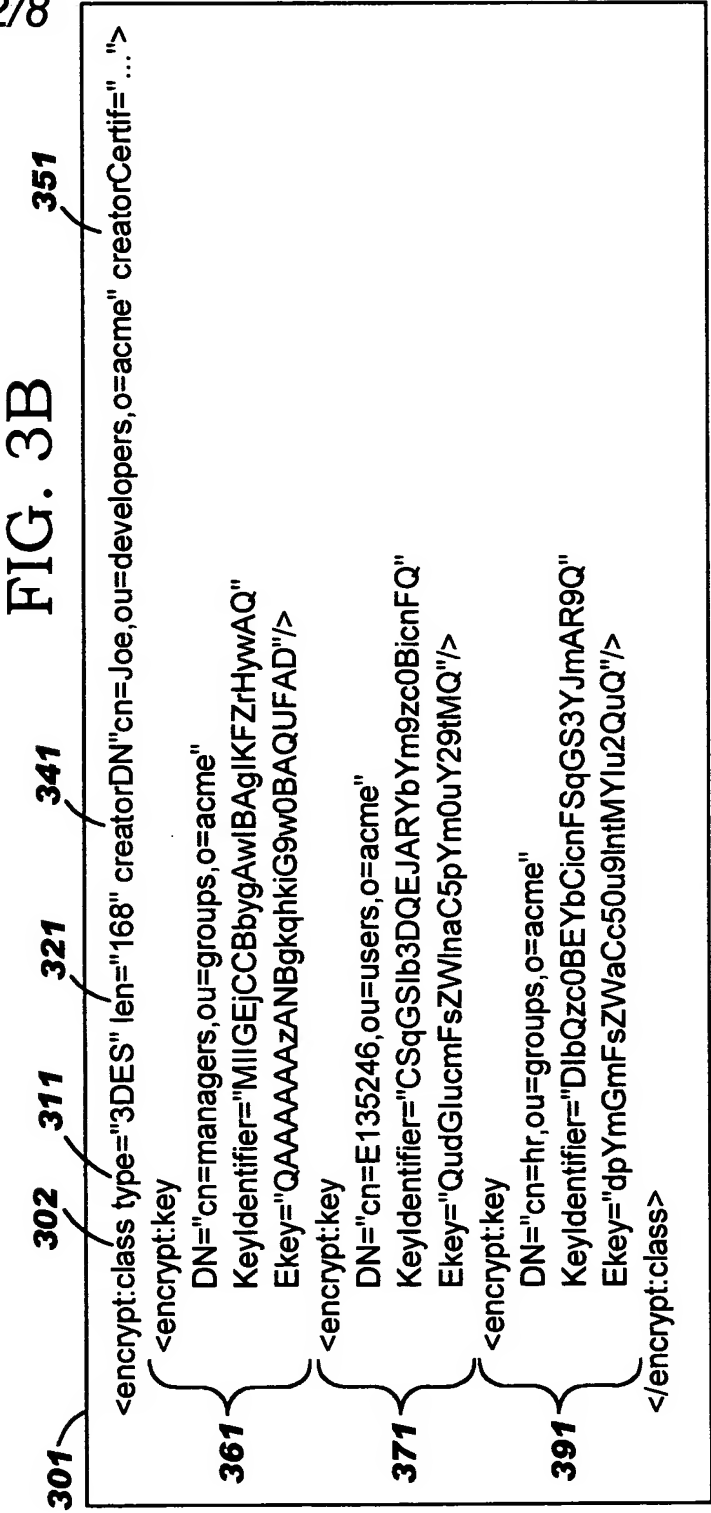 2/8
FIG. 3B
301
302
311
321
341
351
<encrypt:class type="3DES" len="168" creatorDN"cn=Joe,ou=developers,o=acme" creatorCertif="...">
361
<encrypt:key
DN="cn=managers,ou=groups,o=acme"
KeyIdentifier="MIIGEjCCBbygAwIBAgIKFZrHywAQ"
Ekey="QAAAAAAzANBgkqhkiG9w0BAQUFAD"/>
371
<encrypt:key
DN="cn=E135246,ou=users,o=acme"
KeyIdentifier="CSqGSIb3DQEJARYbYm9zc0BicnFQ"
Ekey="QudGlucmFsZWlnaC5pYm0uY29tMQ"/>
391
<encrypt:key
DN="cn=hr,ou=groups,o=acme"
KeyIdentifier="DIbQzc0BEYbCicnFSqGS3YJmAR9Q"
Ekey="dpYmGmFsZWaCc50u9IntMYIu2QuQ"/>
</encrypt:class>